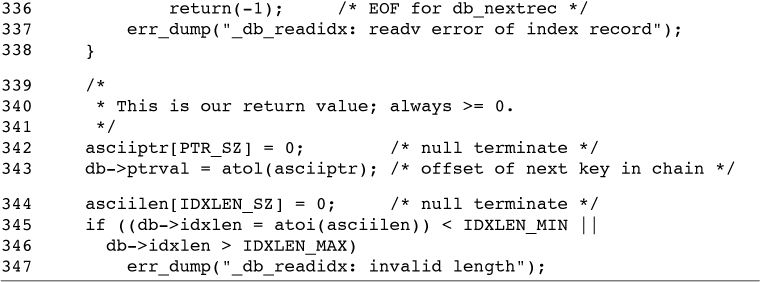 336             return(-1);     /* EOF for db_nextrec */
337         err_dump("_db_readidx: readv error of index record");
338     }
339     /*
340      * This is our return value; always >= 0.
341      */
342     asciiptr[PTR_SZ] = 0;        /* null terminate */
343     db->ptrval = atol(asciiptr); /* offset of next key in chain */
344     asciilen[IDXLEN_SZ] = 0;     /* null terminate */
345     if ((db->idxlen = atoi(asciilen)) < IDXLEN_MIN ||
346       db->idxlen > IDXLEN_MAX)
347         err_dump("_db_readidx: invalid length");